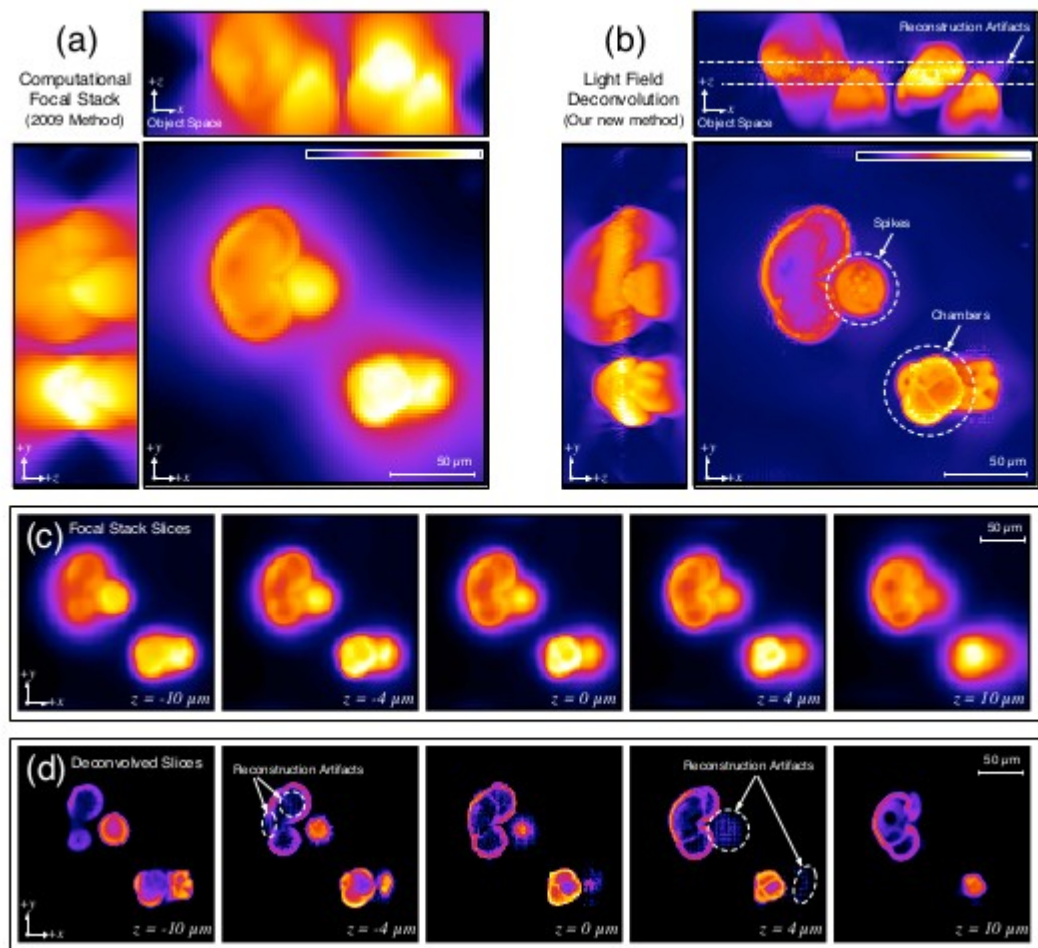 (a)
Computational
Focal Stack
(2009 Method)
+z
x
Object Space
+y
+z
+y
+x
50 µm
(b)
Light Field
Deconvolution
(Our new method)
Reconstruction Artifacts
+z
x
Object Space
+y
+z
Spikes
Chambers
+y
+x
50 µm
(c) Focal Stack Slices
50 µm
+y
+x
z = -10 µm
z = -4 µm
z = 0 µm
z = 4 µm
z = 10 µm
(d) Deconvolved Slices
Reconstruction Artifacts
Reconstruction Artifacts
50 µm
+y
+x
z = -10 µm
z = -4 µm
z = 0 µm
z = 4 µm
z = 10 µm